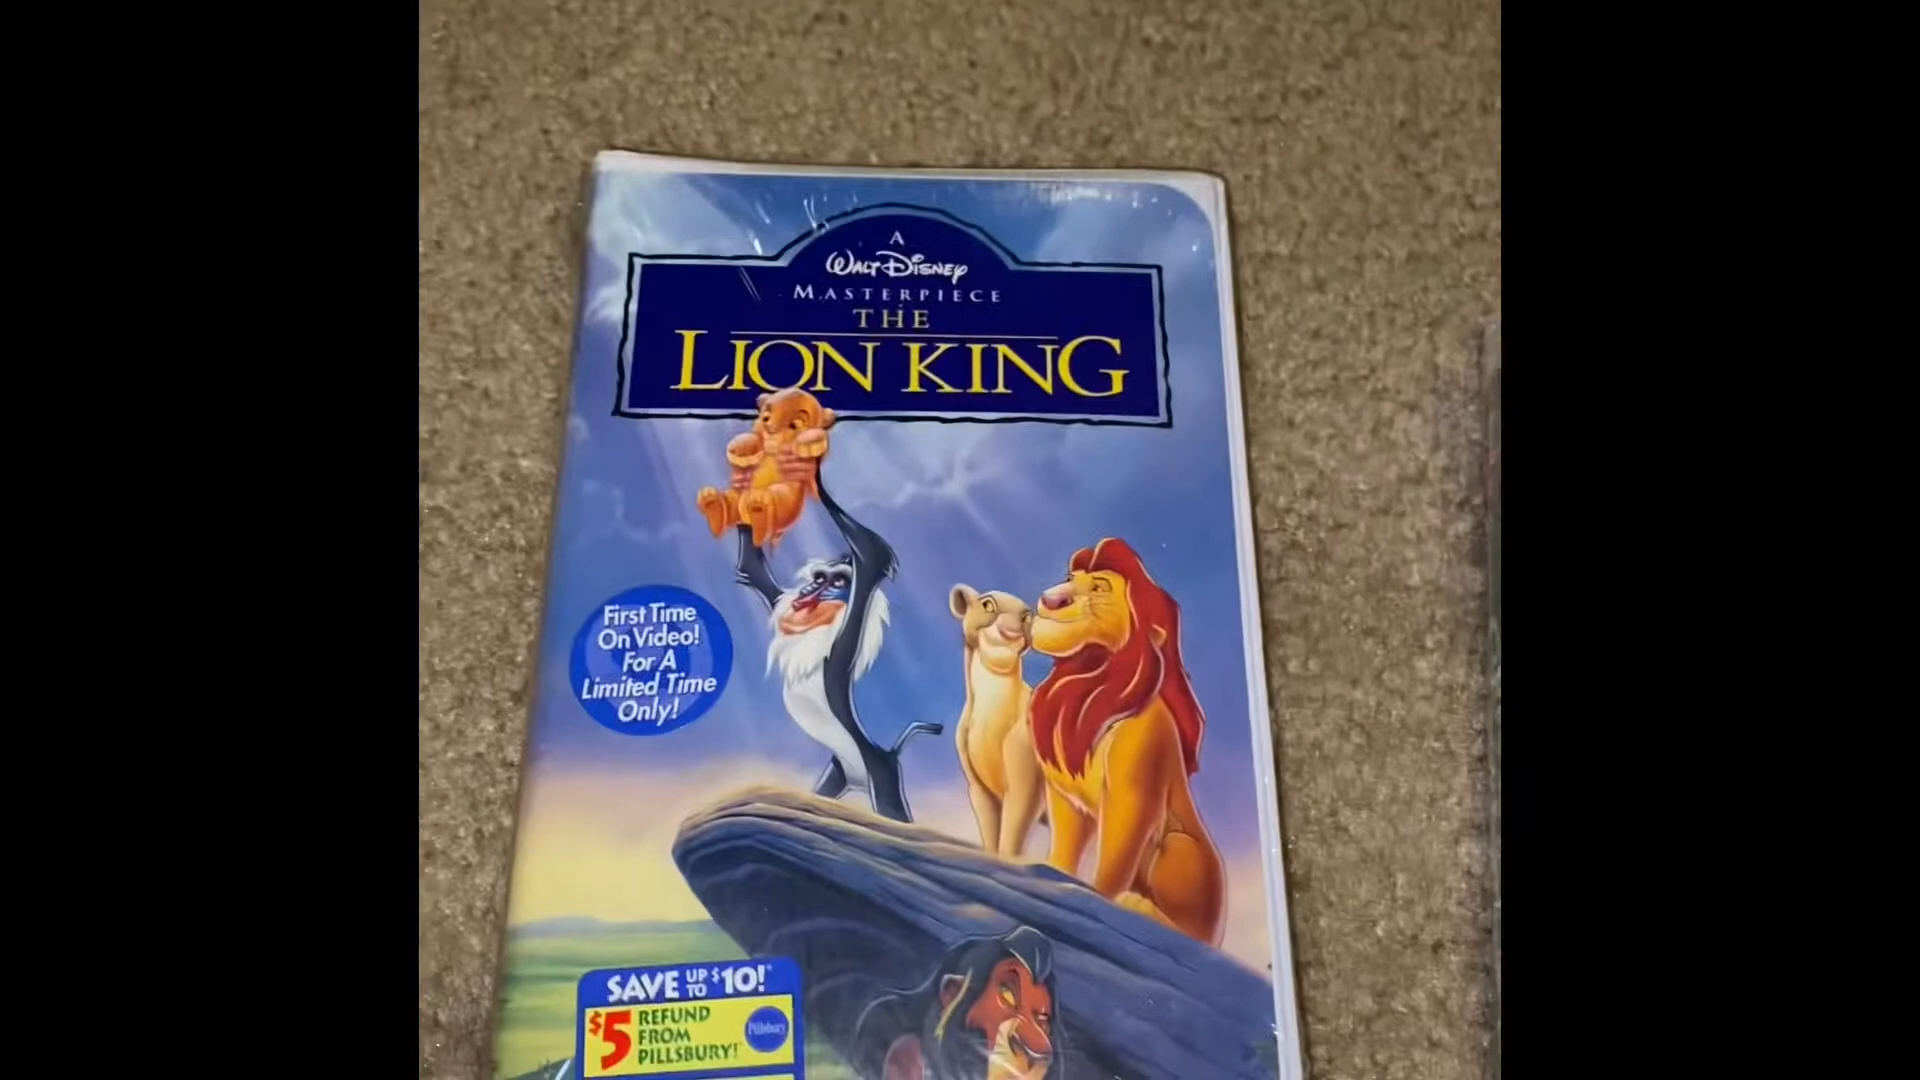 A
Walt Disney
MASTERPIECE
THE
LION KING
First Time
On Video!
For A
Limited Time
Only!
SAVE UP TO $10!*
$5 REFUND
FROM
PILLSBURY!*
Pillsbury